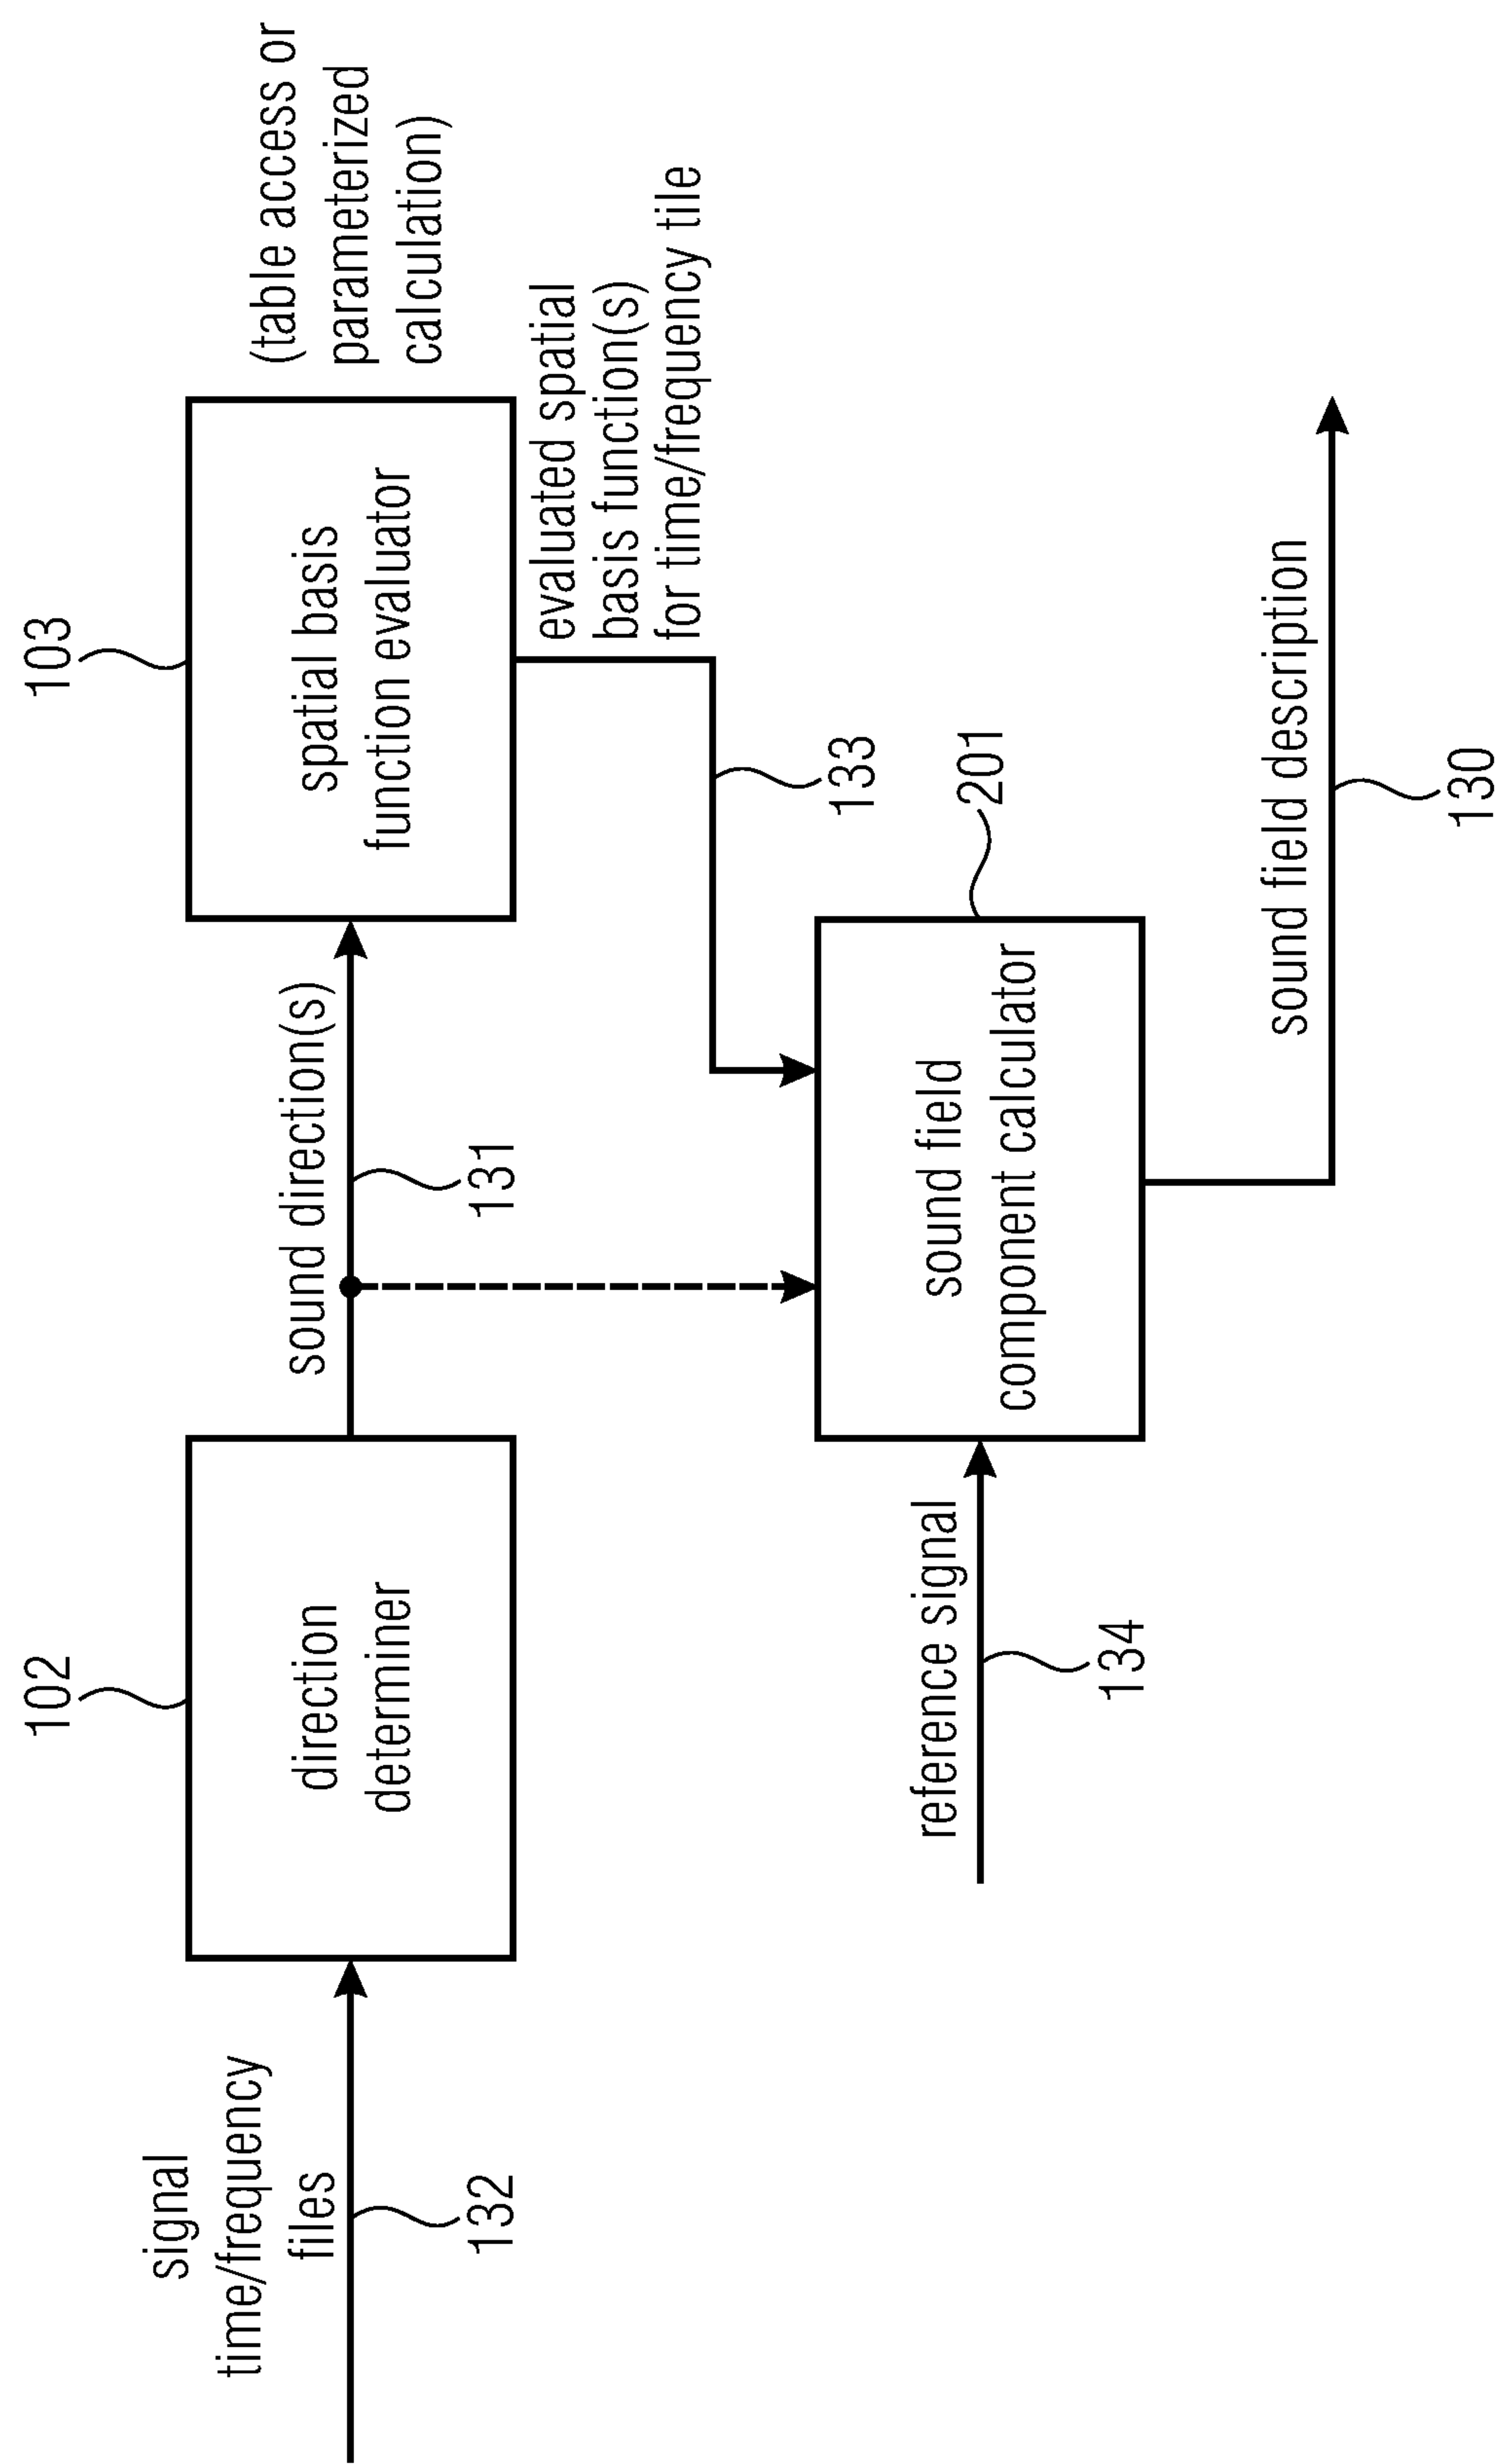 102
103
signal
time/frequency
files
132
direction
determiner
sound direction(s)
131
spatial basis
function evaluator
(table access or
parameterized
calculation)
evaluated spatial
basis function(s)
for time/frequency tile
133
reference signal
134
201
sound field
component calculator
sound field description
130